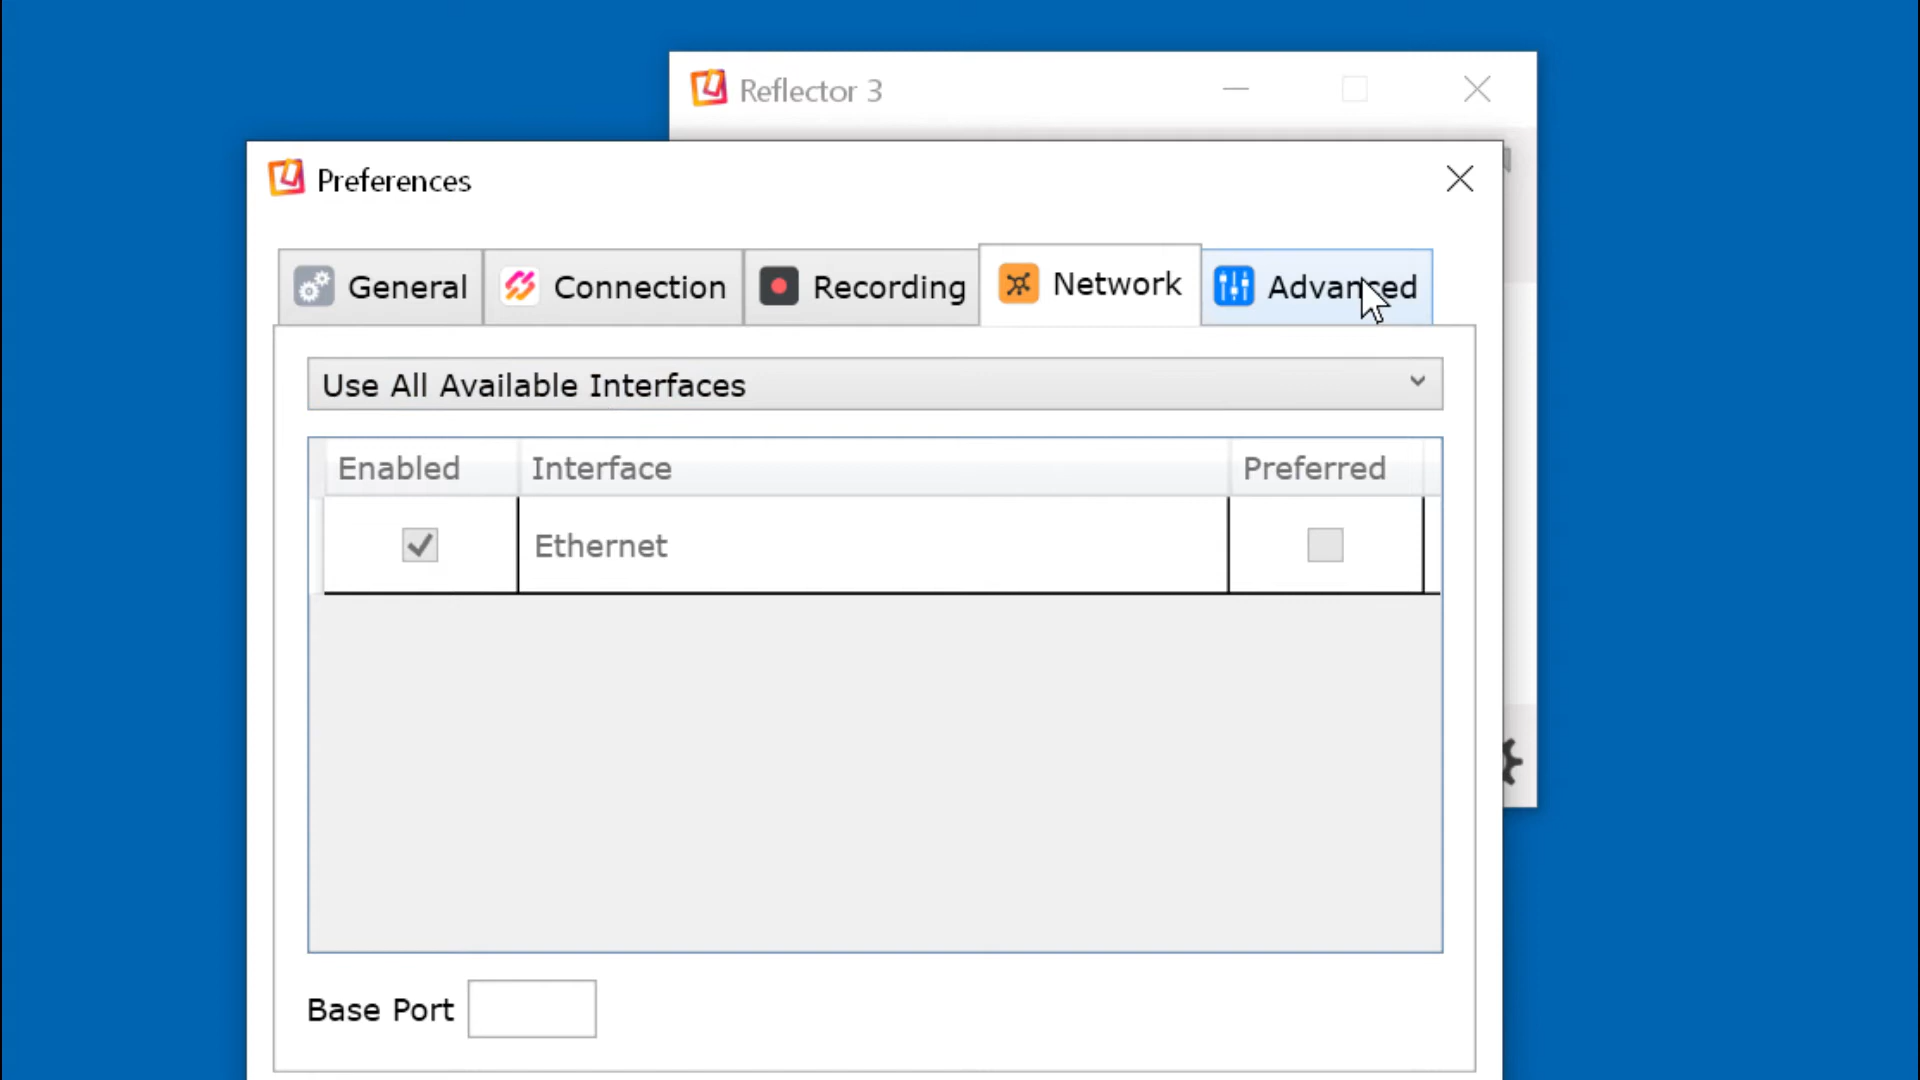 Reflector 3
Preferences
General Connection Recording Network Advanced
Use All Available Interfaces
Enabled Interface Preferred
Ethernet
Base Port